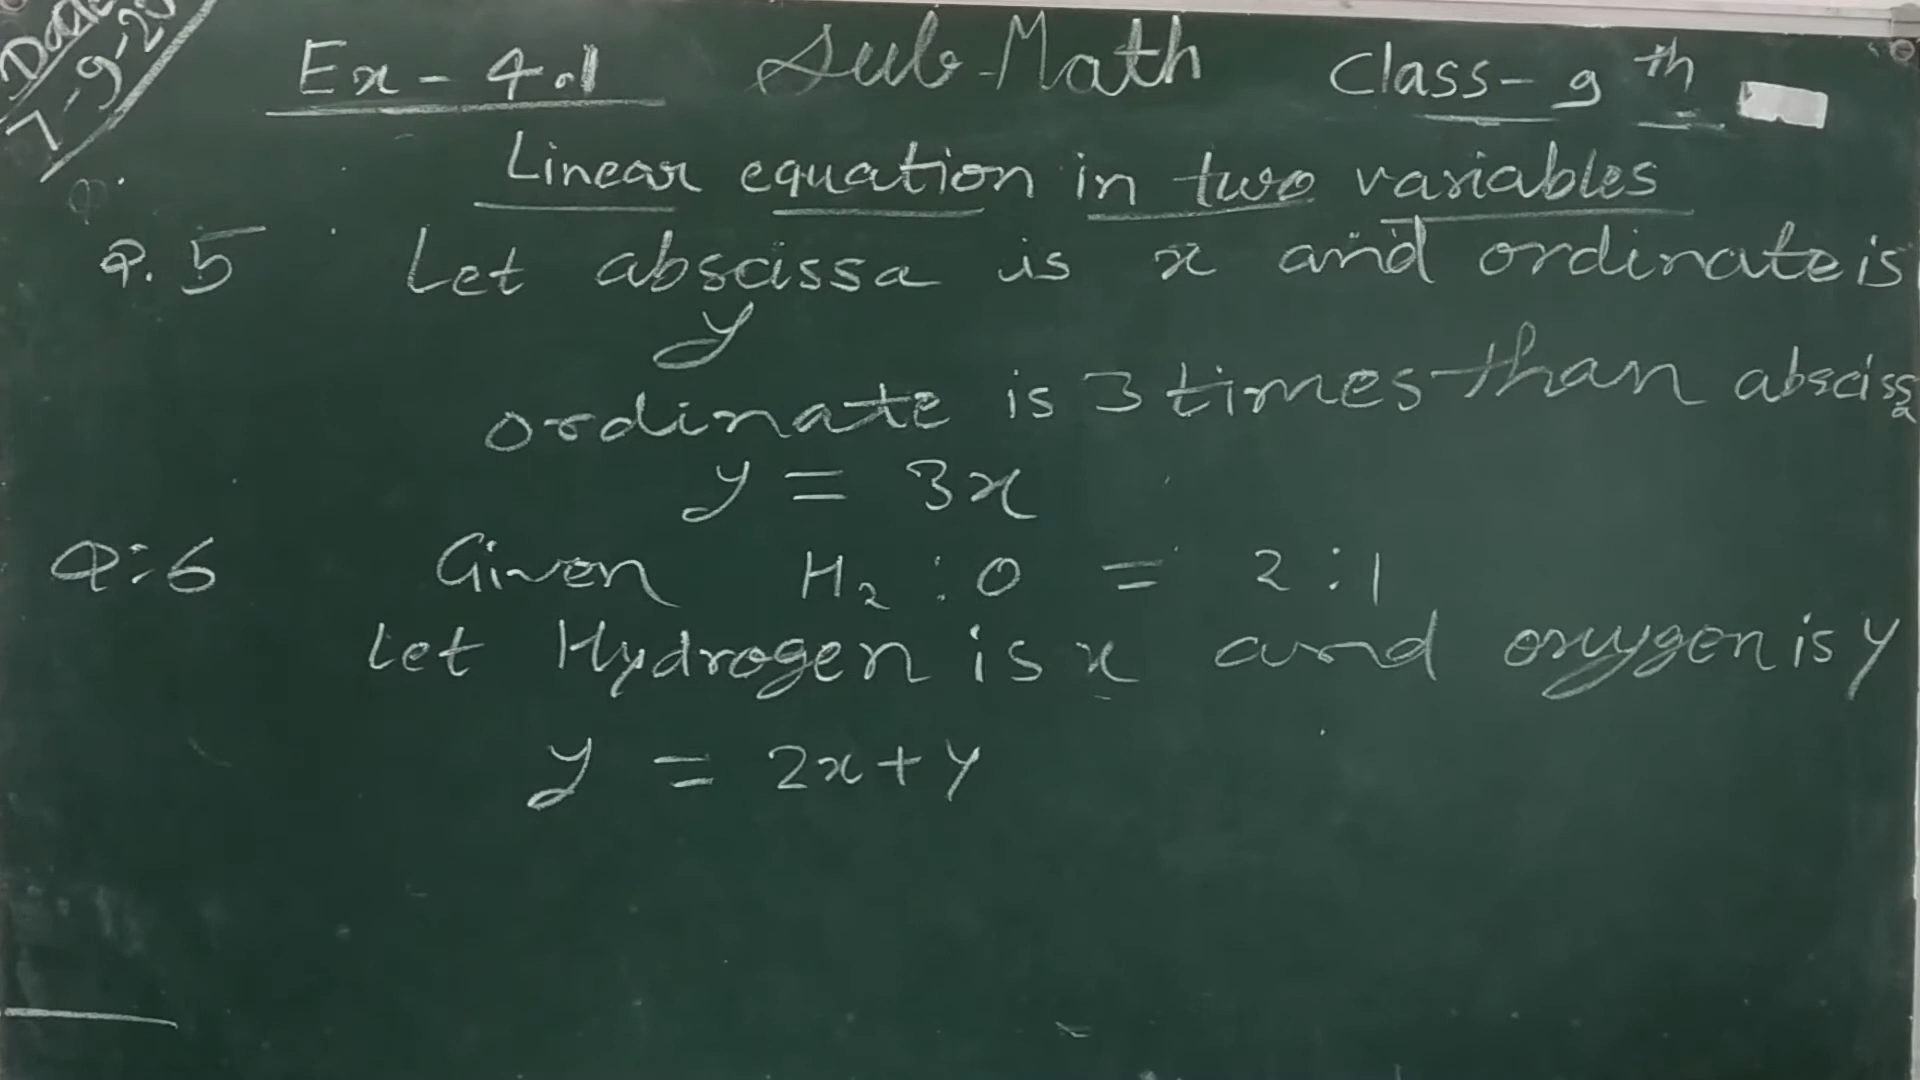 Date
7-9-20
Ex - 4.1 Sub-Math Class- 9th
Linear equation in two variables
Q.5 Let abscissa is x and ordinate is
y
ordinate is 3 times than abscissa
y = 3x
Q:6 Given H₂ : O = 2 : 1
Let Hydrogen is x and oxygen is y
y = 2x + y